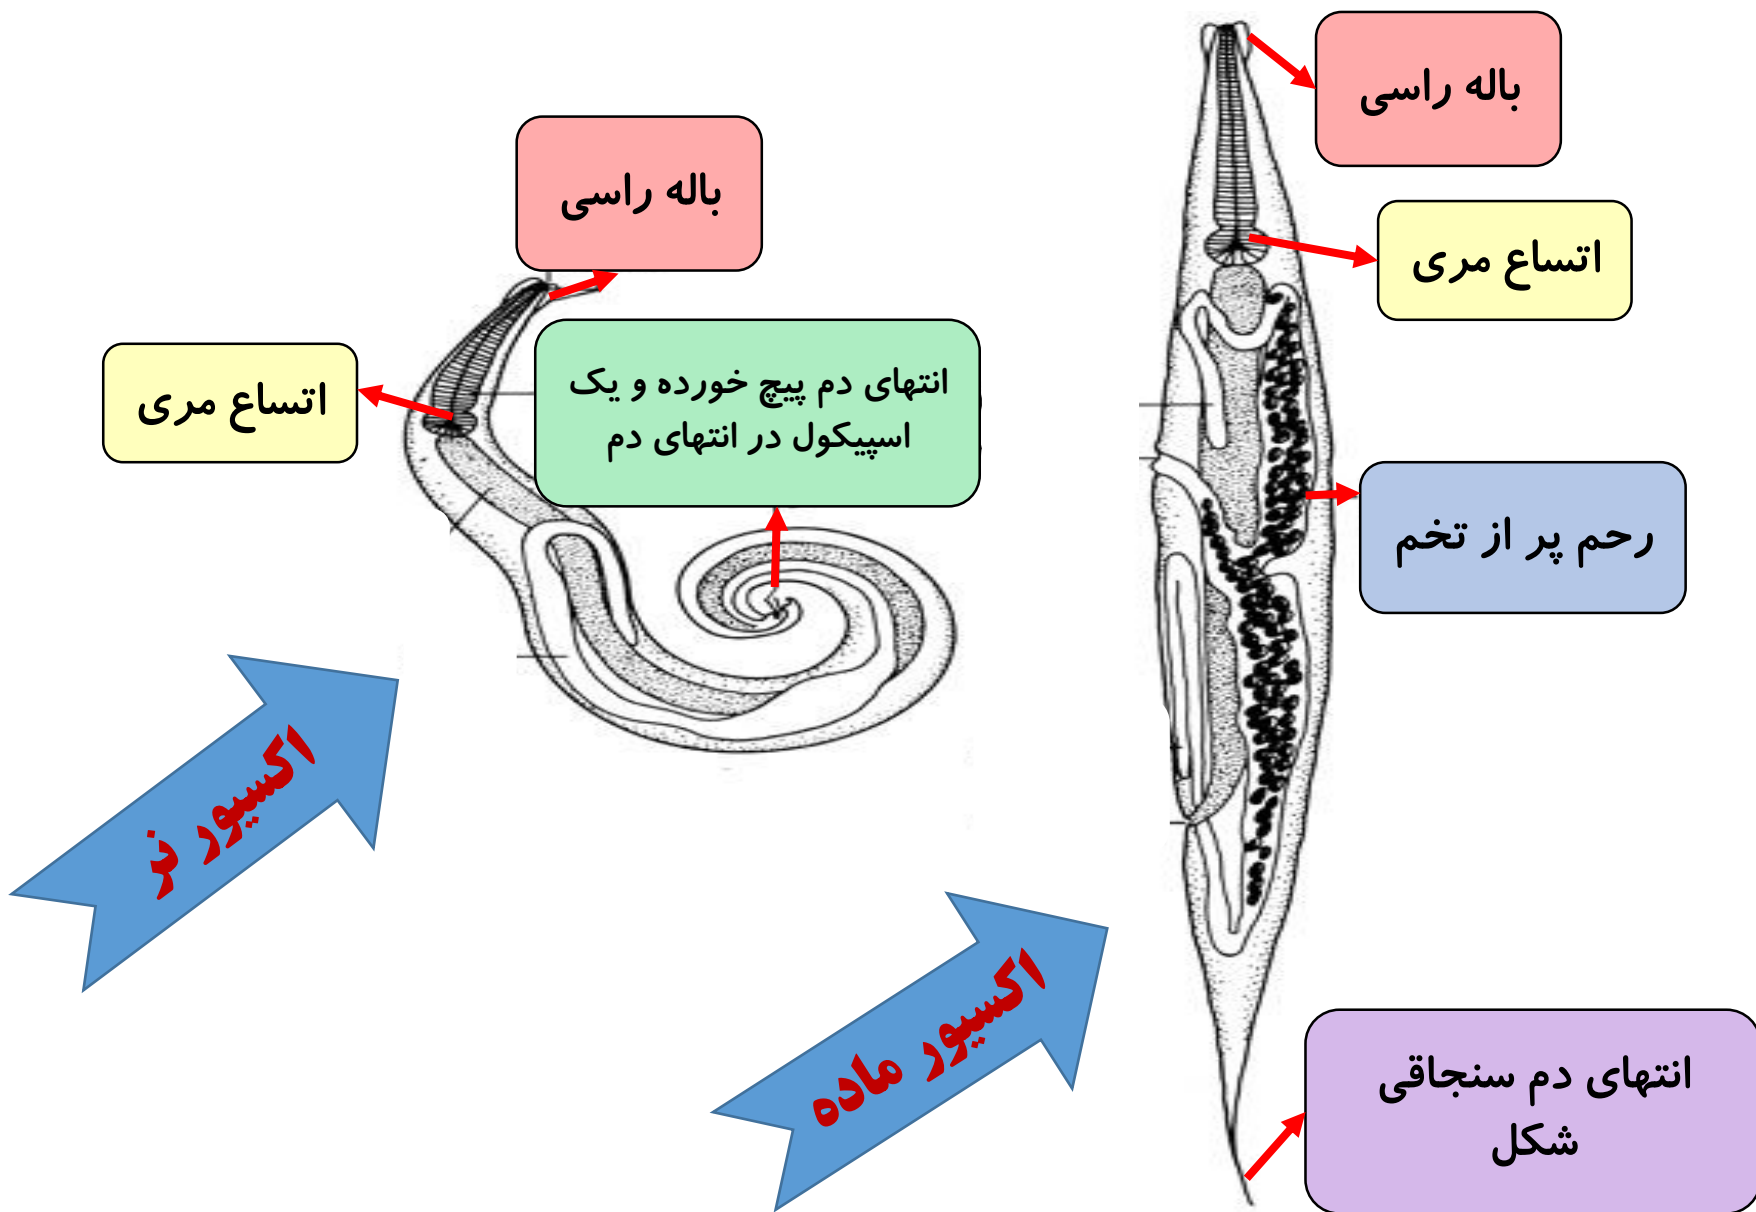 باله راسی
اتساع مری
رحم پر از تخم
انتهای دم سنجاقی
شکل
اکسیور ماده
باله راسی
اتساع مری
انتهای دم پیچ خورده و یک
اسپیکول در انتهای دم
اکسیور نر